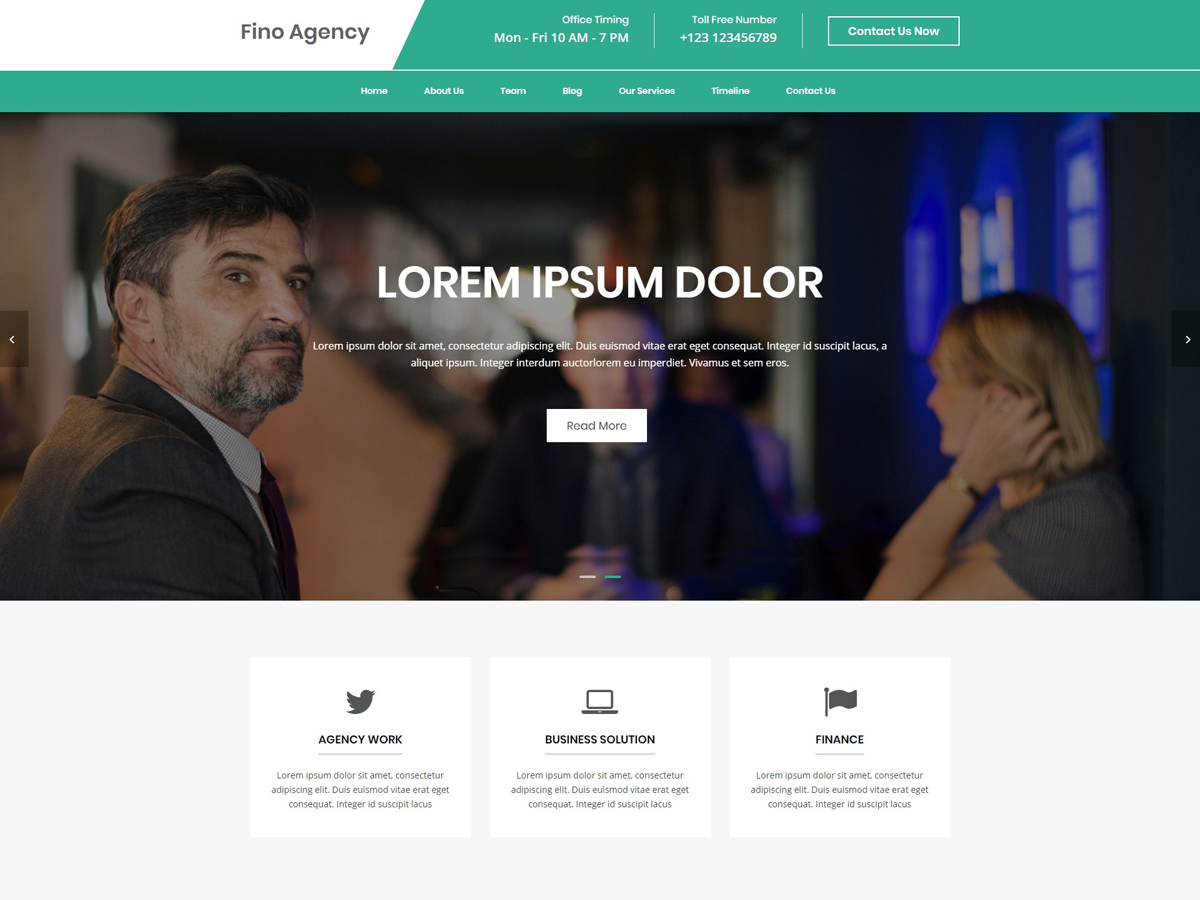 Fino Agency
Office Timing
Mon - Fri 10 AM - 7 PM
Toll Free Number
+123 123456789
Contact Us Now
Home
About Us
Team
Blog
Our Services
Timeline
Contact Us
LOREM IPSUM DOLOR
Lorem ipsum dolor sit amet, consectetur adipiscing elit. Duis euismod vitae erat eget consequat. Integer id suscipit lacus, a
aliquet ipsum. Integer interdum auctorlorem eu imperdiet. Vivamus et sem eros.
Read More
AGENCY WORK
Lorem ipsum dolor sit amet, consectetur
adipiscing elit. Duis euismod vitae erat eget
consequat. Integer id suscipit lacus
BUSINESS SOLUTION
Lorem ipsum dolor sit amet, consectetur
adipiscing elit. Duis euismod vitae erat eget
consequat. Integer id suscipit lacus
FINANCE
Lorem ipsum dolor sit amet, consectetur
adipiscing elit. Duis euismod vitae erat eget
consequat. Integer id suscipit lacus